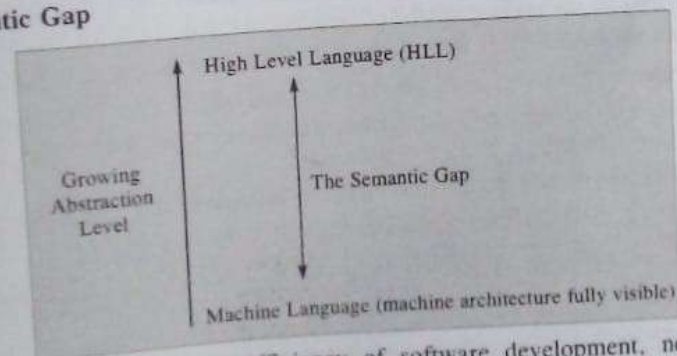 tic Gap
High Level Language (HLL)
Growing
Abstraction
Level
The Semantic Gap
Machine Language (machine architecture fully visible)
of software development,